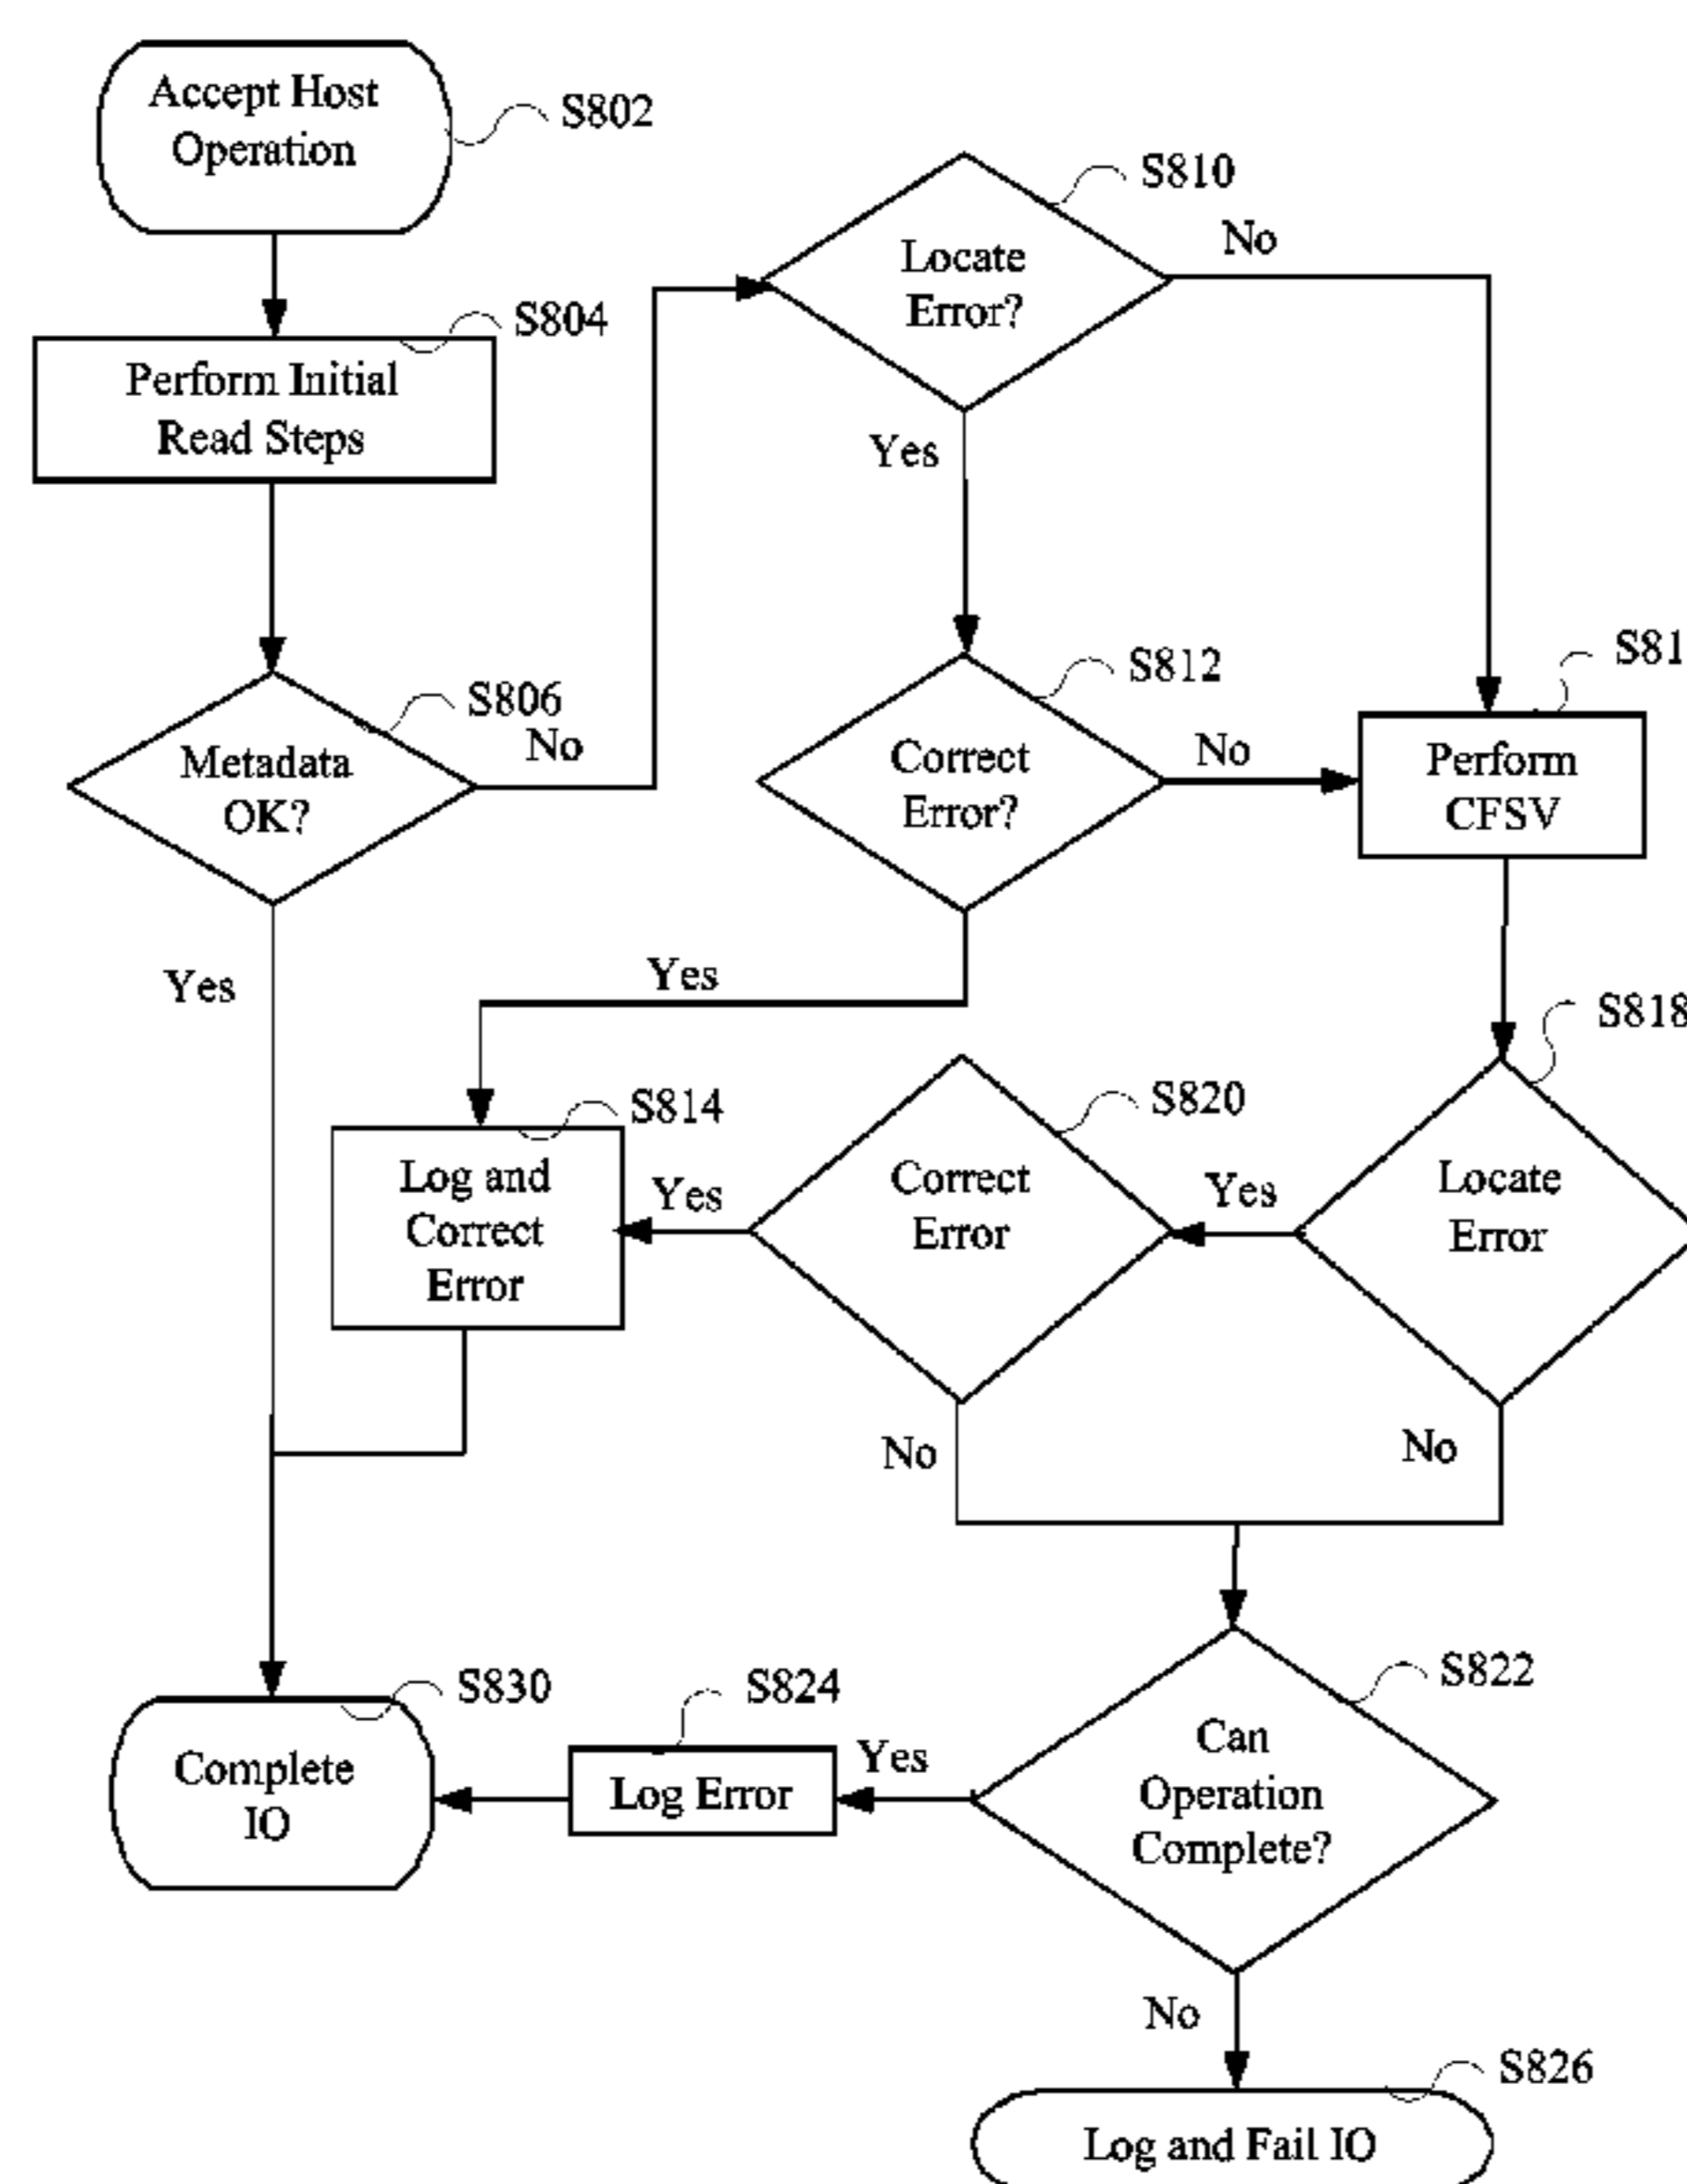 Accept Host
Operation
S802
S804
Perform Initial
Read Steps
S806
Metadata
OK?
No
Yes
S810
Locate
Error?
No
Yes
S812
Correct
Error?
No
Yes
S81
Perform
CFSV
S818
Locate
Error
Yes
No
S820
Correct
Error
Yes
No
S814
Log and
Correct
Error
S822
Can
Operation
Complete?
Yes
No
S824
Log Error
S830
Complete
IO
S826
Log and Fail IO